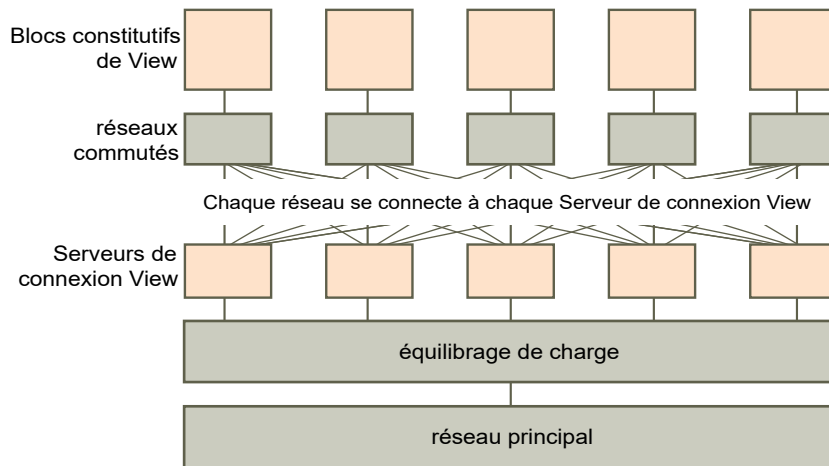 Blocs constitutifs
de View
réseaux
commutés
Chaque réseau se connecte à chaque Serveur de connexion View
Serveurs de
connexion View
équilibrage de charge
réseau principal